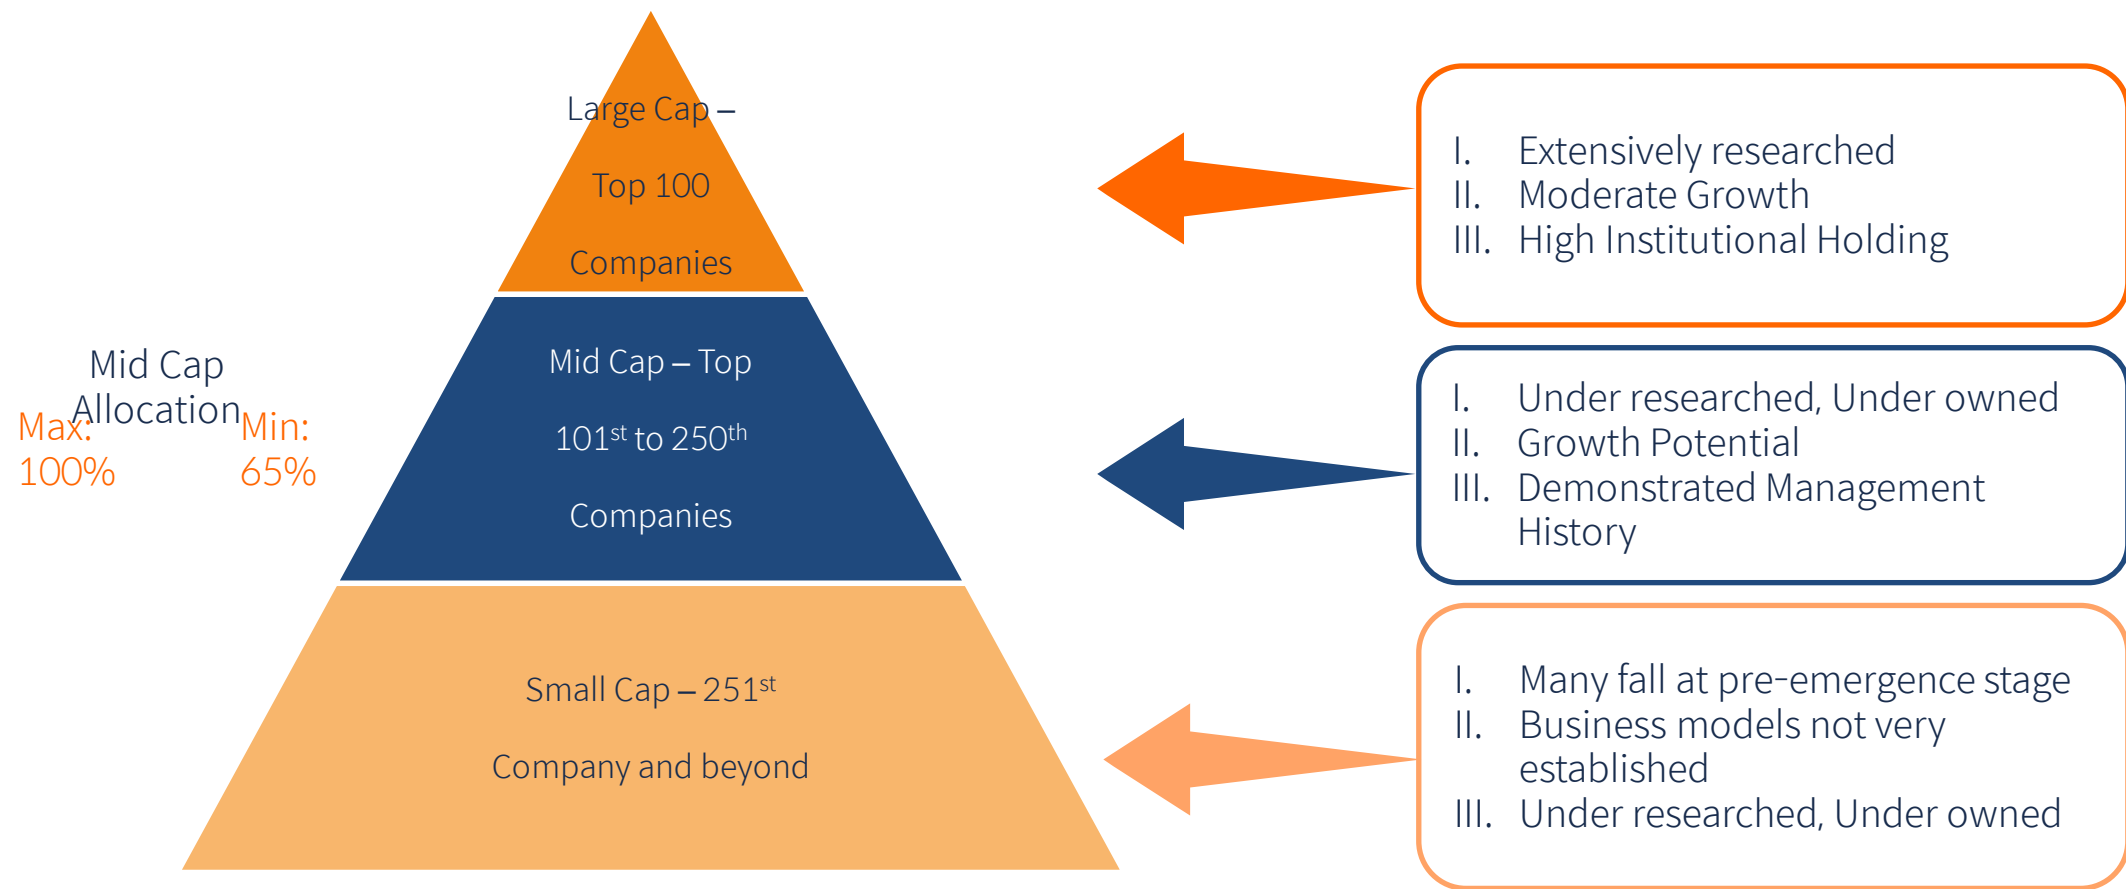 Large Cap –
Top 100
Companies
Mid Cap – Top
101st to 250th
Companies
Small Cap – 251st
Company and beyond
Mid Cap
Allocation
Max:
100%
Min:
65%
I. Extensively researched
II. Moderate Growth
III. High Institutional Holding
I. Under researched, Under owned
II. Growth Potential
III. Demonstrated Management
History
I. Many fall at pre-emergence stage
II. Business models not very
established
III. Under researched, Under owned